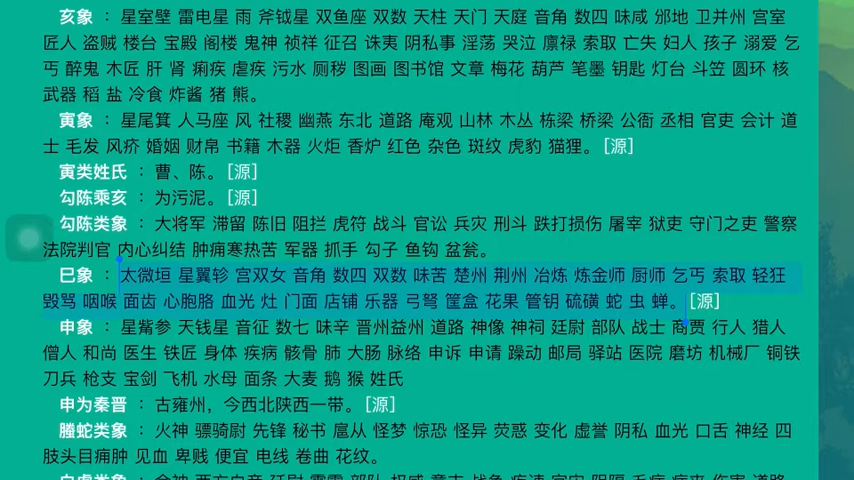 亥象 ： 星室壁 雷电星 雨 斧钺星 双鱼座 双数 天柱 天门 天庭 音角 数四 味咸 邠地 卫并州 宫室
匠人 盗贼 楼台 宝殿 阁楼 鬼神 祯祥 征召 诛夷 阴私事 淫荡 哭泣 廪禄 索取 亡失 妇人 孩子 溺爱 乞
丐 醉鬼 木匠 肝 肾 痢疾 虐疾 污水 厕秽 图画 图书馆 文章 梅花 葫芦 笔墨 钥匙 灯台 斗笠 圆环 核
武器 稻 盐 冷食 炸酱 猪 熊。
寅象 ： 星尾箕 人马座 风 社稷 幽燕 东北 道路 庵观 山林 木丛 栋梁 桥梁 公衙 丞相 官吏 会计 道
士 毛发 风疥 婚姻 财帛 书籍 木器 火炬 香炉 红色 杂色 斑纹 虎豹 猫狸。[源]
寅类姓氏 ： 曹、陈。[源]
勾陈乘亥 ： 为污泥。[源]
勾陈类象 ： 大将军 滞留 陈旧 阻拦 虎符 战斗 官讼 兵灾 刑斗 跌打损伤 屠宰 狱吏 守门之吏 警察
法院判官 内心纠结 肿痈寒热苦 军器 抓手 勾子 鱼钩 盆瓮。
巳象 ： 太微垣 星翼轸 宫双女 音角 数四 双数 味苦 楚州 荆州 冶炼 炼金师 厨师 乞丐 索取 轻狂
毁骂 咽喉 面齿 心胞胳 血光 灶 门面 店铺 乐器 弓弩 筐盒 花果 管钥 硫磺 蛇 虫 蝉。[源]
申象 ： 星觜参 天钱星 音征 数七 味辛 晋州益州 道路 神像 神祠 廷尉 部队 战士 商贾 行人 猎人
僧人 和尚 医生 铁匠 身体 疾病 骸骨 肺 大肠 脉络 申诉 申请 躁动 邮局 驿站 医院 磨坊 机械厂 铜铁
刀兵 枪支 宝剑 飞机 水母 面条 大麦 鹅 猴 姓氏
申为秦晋 ： 古雍州，今西北陕西一带。[源]
螣蛇类象 ： 火神 骠骑尉 先锋 秘书 扈从 怪梦 惊恐 怪异 荧惑 变化 虚誉 阴私 血光 口舌 神经 四
肢头目痈肿 见血 卑贱 便宜 电线 卷曲 花纹。